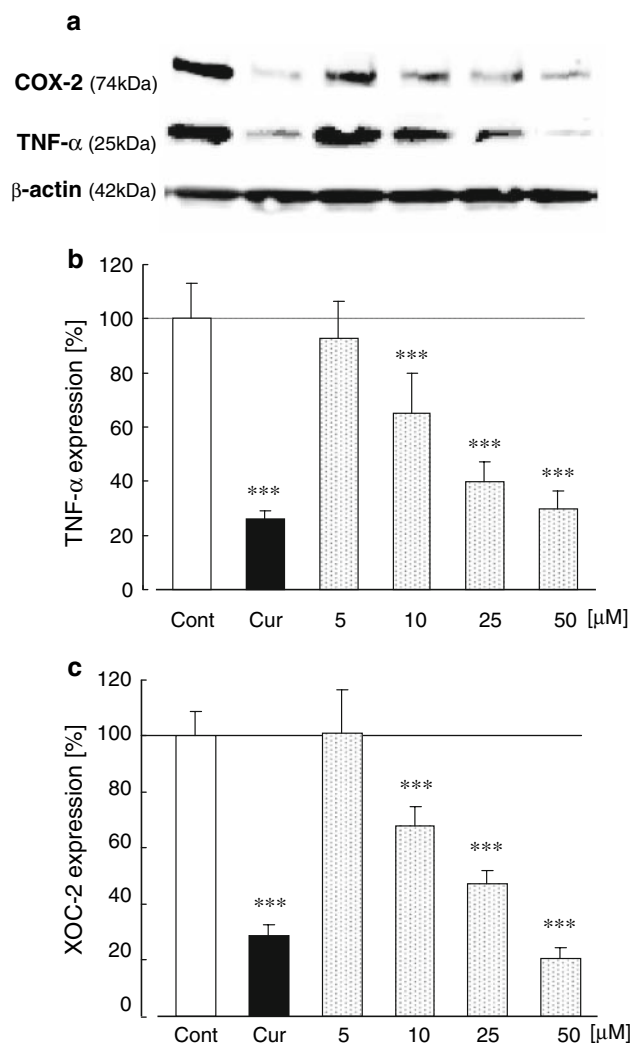 a
COX-2 (74kDa)
TNF-α (25kDa)
β-actin (42kDa)
b
TNF-α expression [%]
120
100
80
60
40
20
0
***
***
***
***
Cont Cur 5 10 25 50 [μM]
c
XOC-2 expression [%]
120
100
80
60
40
20
0
***
***
***
***
Cont Cur 5 10 25 50 [μM]